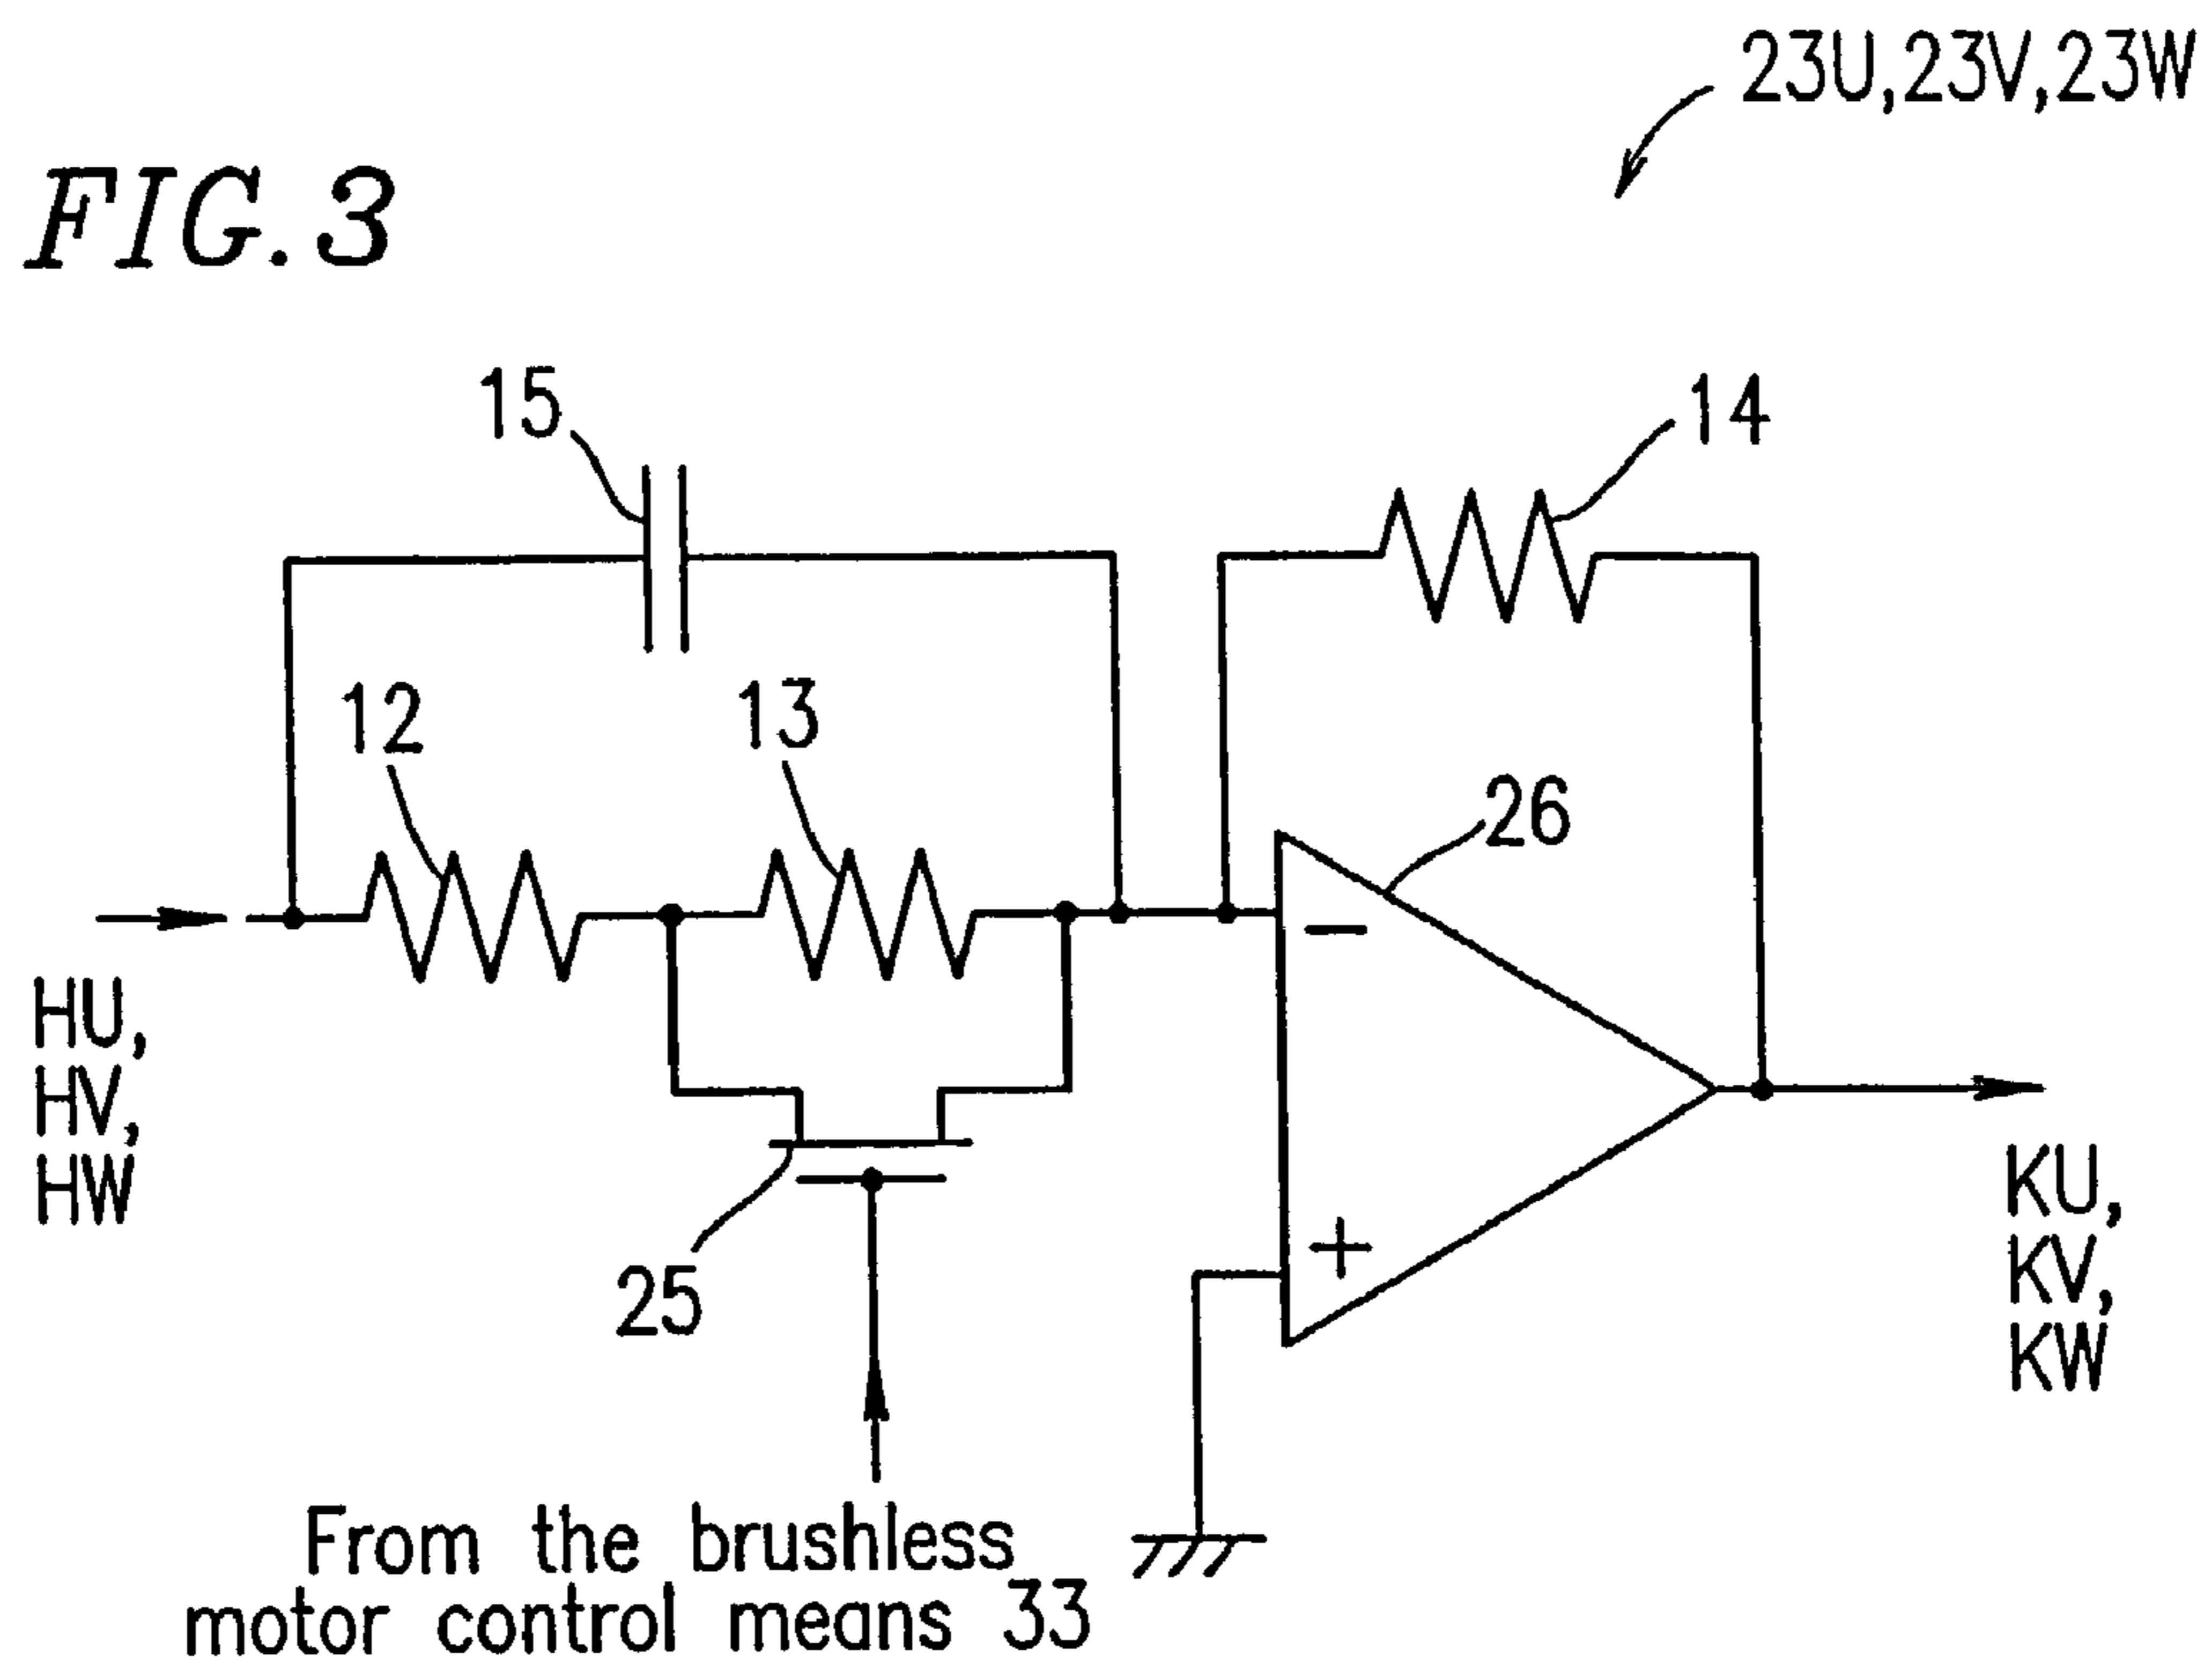 23U,23V,23W
FIG.3
15
14
12
13
26
−
HU,
HV,
HW
+
25
KU,
KV,
KW
From the brushless
motor control means 33